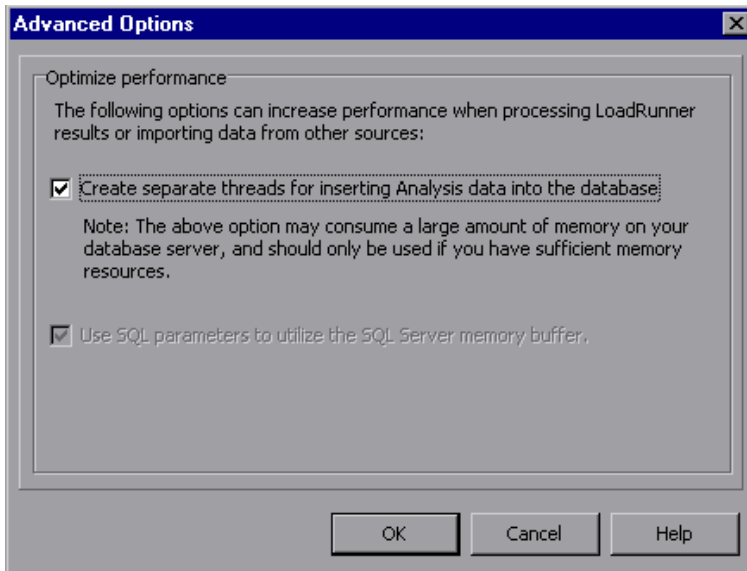 Advanced Options
Optimize performance
The following options can increase performance when processing LoadRunner
results or importing data from other sources:
Create separate threads for inserting Analysis data into the database
Note: The above option may consume a large amount of memory on your
database server, and should only be used if you have sufficient memory
resources.
Use SQL parameters to utilize the SQL Server memory buffer.
OK Cancel Help